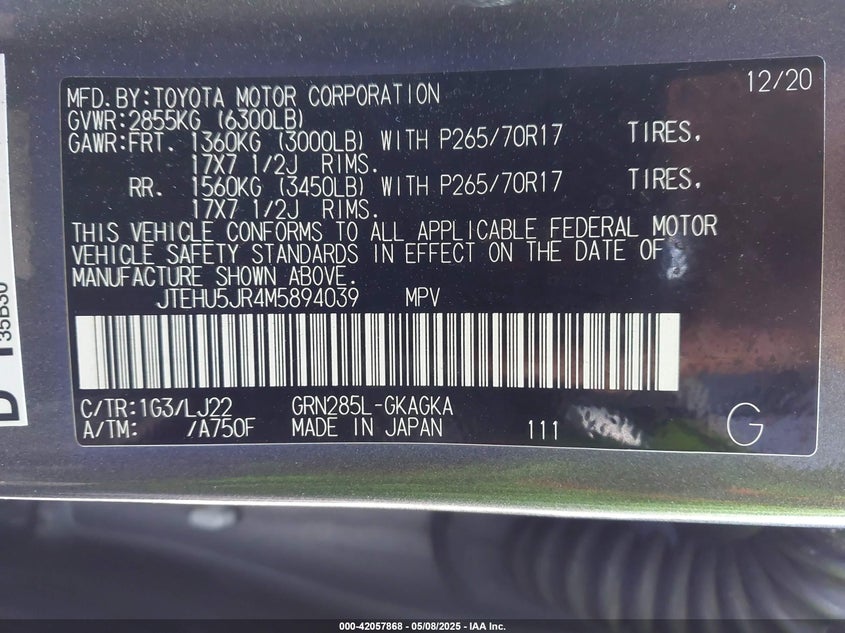 12/20
MFD.BY:TOYOTA MOTOR CORPORATION
GVWR:2855KG (6300LB)
GAWR:FRT. 1360KG (3000LB) WITH P265/70R17 TIRES.
17X7 1/2J RIMS.
RR. 1560KG (3450LB) WITH P265/70R17 TIRES.
17X7 1/2J RIMS.
THIS VEHICLE CONFORMS TO ALL APPLICABLE FEDERAL MOTOR
VEHICLE SAFETY STANDARDS IN EFFECT ON THE DATE OF
MANUFACTURE SHOWN ABOVE.
JTEHU5JR4M5894039 MPV
C/TR:1G3/LJ22 GRN285L-GKAGKA
A/TM: /A750F MADE IN JAPAN 111 G
35B30
000-42057868 - 05/08/2025 - IAA Inc.